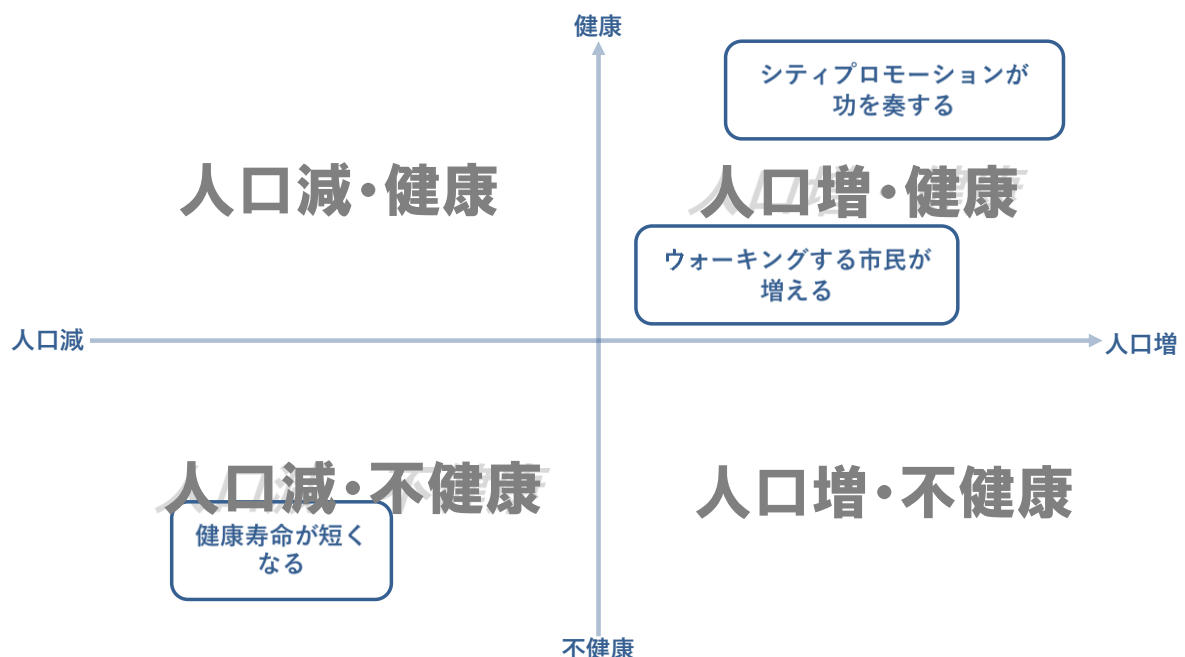 健康
シティプロモーションが
功を奏する
人口減・健康
人口増・健康
ウォーキングする市民が
増える
人口減
人口増
人口減・不健康
人口増・不健康
健康寿命が短く
なる
不健康